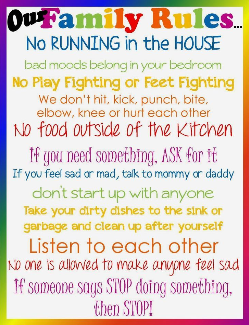 Our Family Rules...
No RUNNING in the HOUSE
bad moods belong in your bedroom
No Play Fighting or Feet Fighting
We don't hit, kick, punch, bite,
elbow, knee or hurt each other
No food outside of the Kitchen
If you need something, ASK for it
If you feel sad or mad, talk to mommy or daddy
don't start up with anyone
Take your dirty dishes to the sink or
garbage and clean up after yourself
Listen to each other
No one is allowed to make anyone feel sad
If someone says STOP doing something,
then STOP!